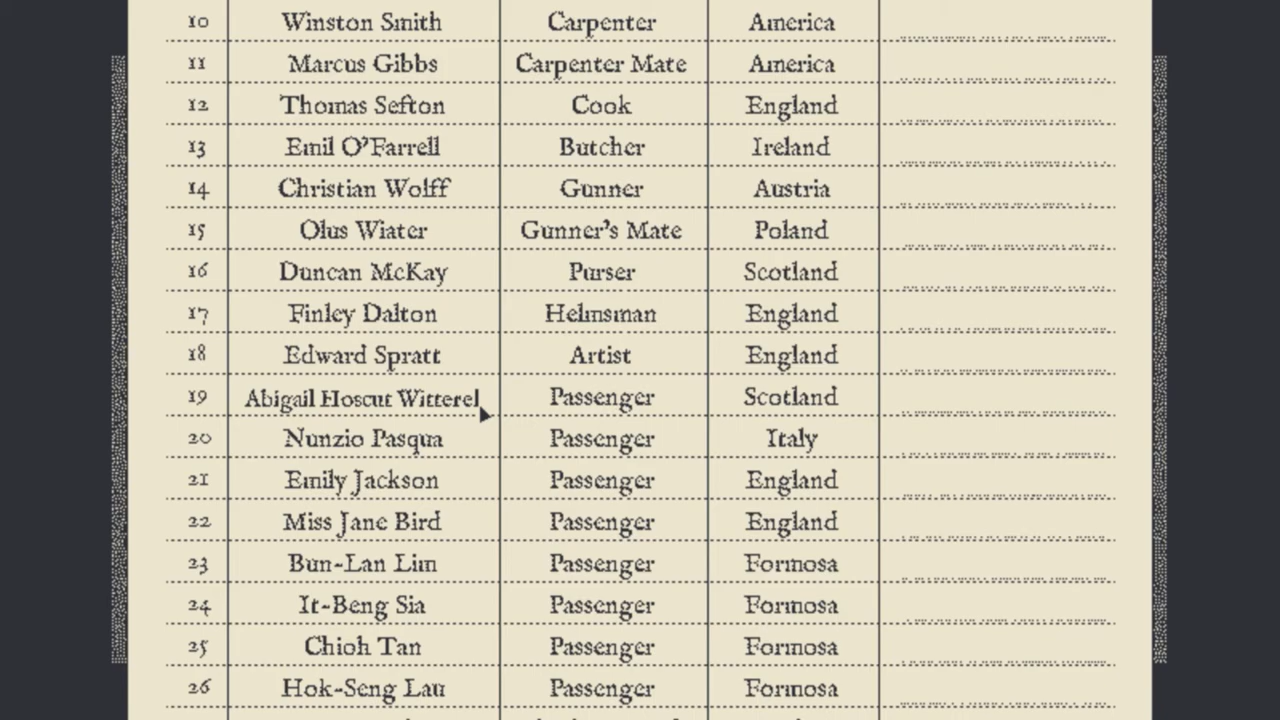 10 Winston Smith Carpenter America
11 Marcus Gibbs Carpenter Mate America
12 Thomas Sefton Cook England
13 Emil O'Farrell Butcher Ireland
14 Christian Wolff Gunner Austria
15 Olus Wiater Gunner's Mate Poland
16 Duncan McKay Purser Scotland
17 Finley Dalton Helmsman England
18 Edward Spratt Artist England
19 Abigail Hoscut Witterel Passenger Scotland
20 Nunzio Pasqua Passenger Italy
21 Emily Jackson Passenger England
22 Miss Jane Bird Passenger England
23 Bun-Lan Lim Passenger Formosa
24 It-Beng Sia Passenger Formosa
25 Chioh Tan Passenger Formosa
26 Hok-Seng Lau Passenger Formosa